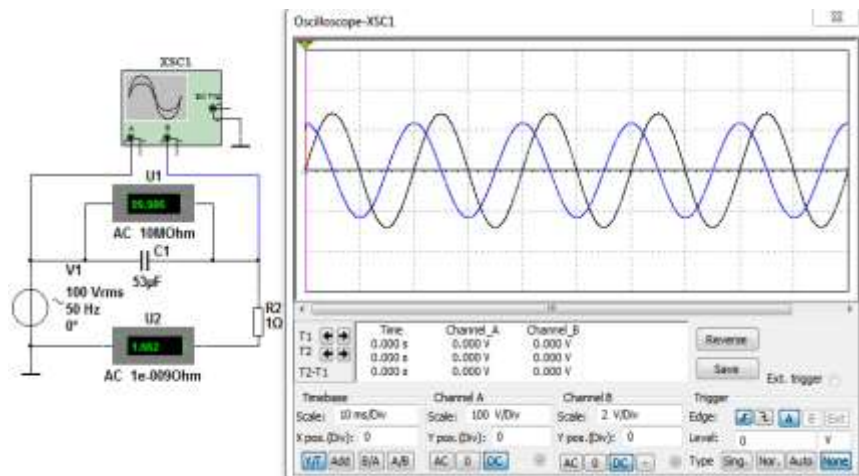 Oscilloscope-XSC1
XSC1
A
B
U1
AC 10MOhm
C1
53µF
V1
100 Vrms
50 Hz
0°
R2
1Ω
U2
AC 1e-009Ohm
T1
T2
T2-T1
Time Channel_A Channel_B
0.000 s 0.000 V 0.000 V
0.000 s 0.000 V 0.000 V
0.000 s 0.000 V 0.000 V
Reverse
Save
Ext. trigger
Timebase
Scale: 10 ms/Div
X pos.(Div): 0
Y/T Add B/A A/B
Channel A
Scale: 100 V/Div
Y pos.(Div): 0
AC 0 DC
Channel B
Scale: 2 V/Div
Y pos.(Div): 0
AC 0 DC -
Trigger
Edge: A B Ext
Level: 0 V
Type Sing. Nor. Auto None